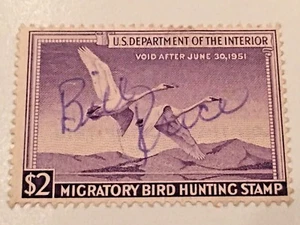 U.S. DEPARTMENT OF THE INTERIOR
VOID AFTER JUNE 30, 1951
$2 MIGRATORY BIRD HUNTING STAMP